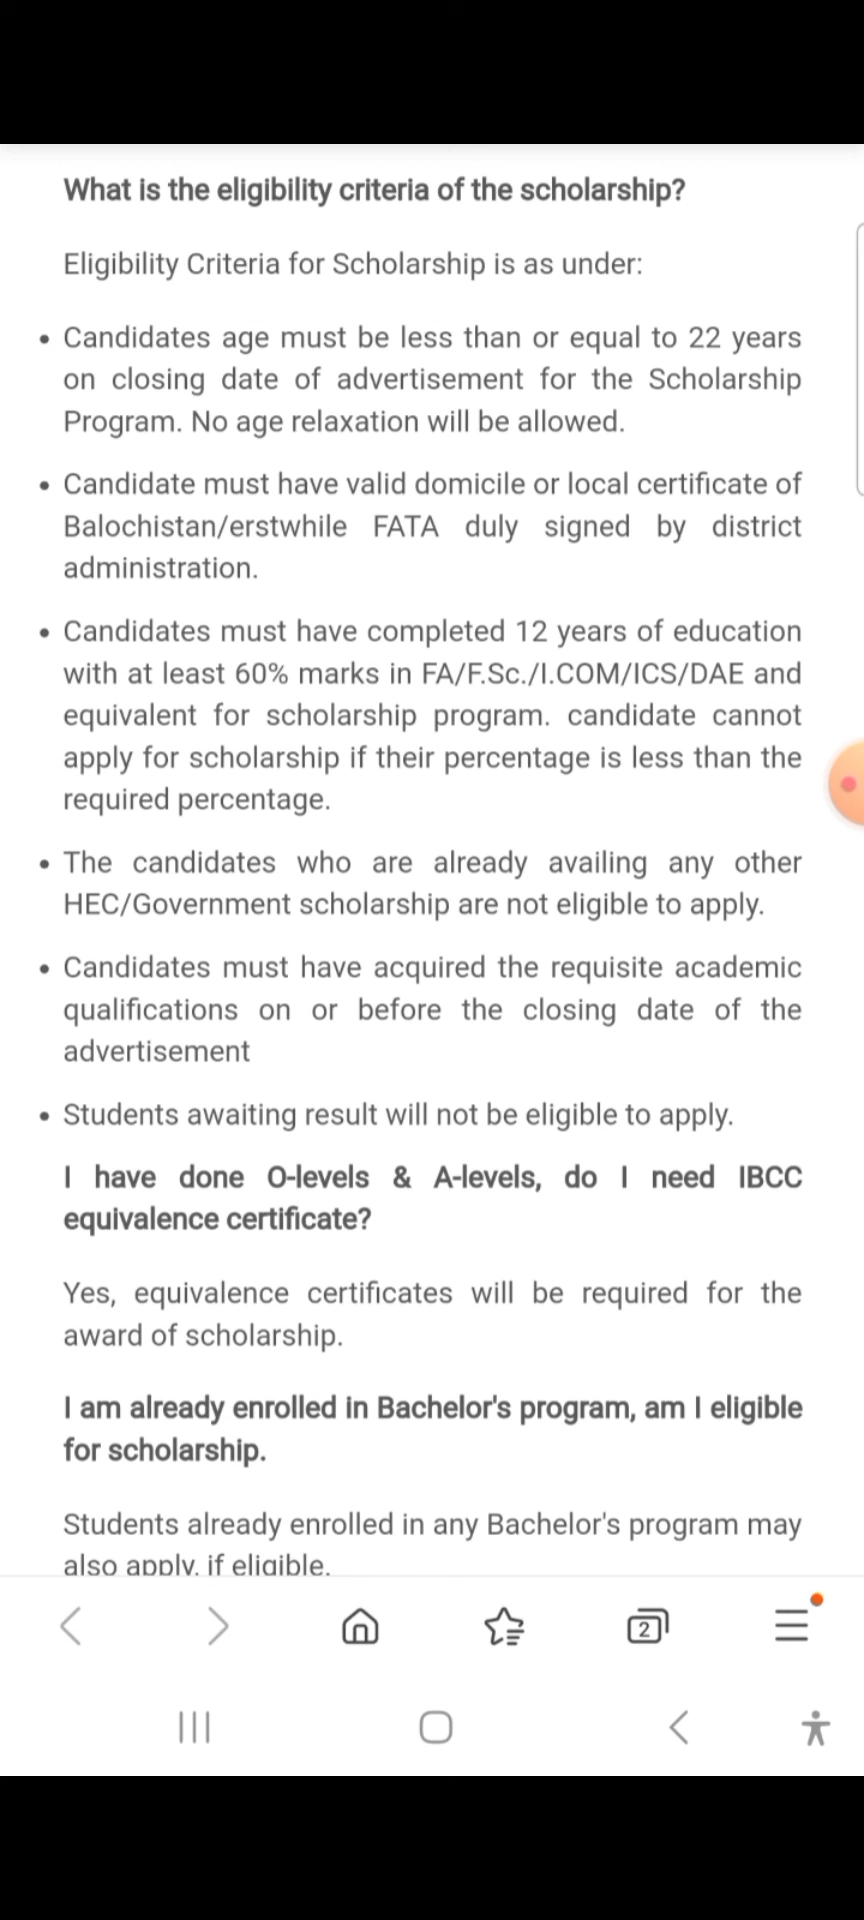 What is the eligibility criteria of the scholarship?
Eligibility Criteria for Scholarship is as under:
• Candidates age must be less than or equal to 22 years
on closing date of advertisement for the Scholarship
Program. No age relaxation will be allowed.
• Candidate must have valid domicile or local certificate of
Balochistan/erstwhile FATA duly signed by district
administration.
• Candidates must have completed 12 years of education
with at least 60% marks in FA/F.Sc./I.COM/ICS/DAE and
equivalent for scholarship program. candidate cannot
apply for scholarship if their percentage is less than the
required percentage.
• The candidates who are already availing any other
HEC/Government scholarship are not eligible to apply.
• Candidates must have acquired the requisite academic
qualifications on or before the closing date of the
advertisement
• Students awaiting result will not be eligible to apply.
I have done O-levels & A-levels, do I need IBCC
equivalence certificate?
Yes, equivalence certificates will be required for the
award of scholarship.
I am already enrolled in Bachelor's program, am I eligible
for scholarship.
Students already enrolled in any Bachelor's program may
also apply, if eligible.
2